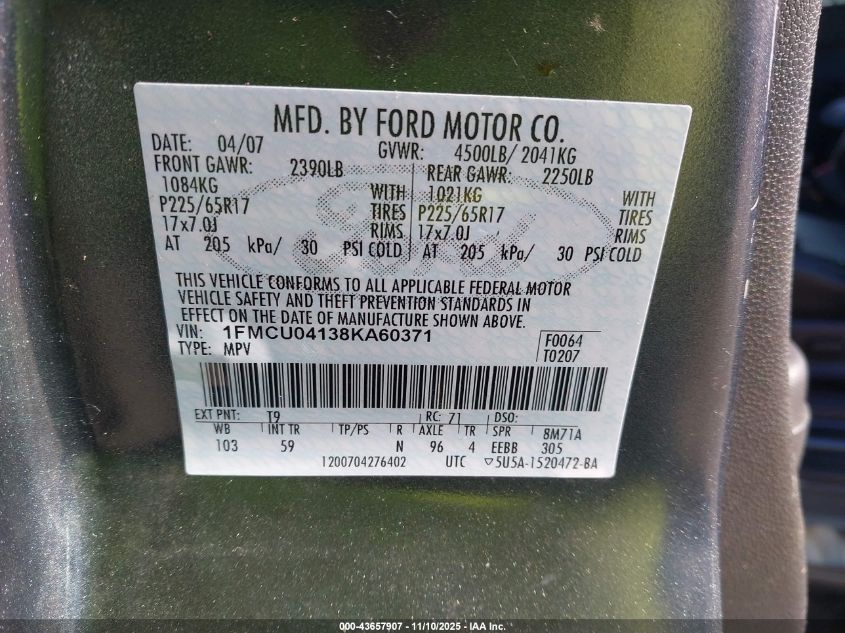 MFD. BY FORD MOTOR CO.
DATE: 04/07 GVWR: 4500LB/ 2041KG
FRONT GAWR: 2390LB REAR GAWR: 2250LB
1084KG WITH 1021KG WITH
P225/65R17 TIRES P225/65R17 TIRES
17x7.0J RIMS 17x7.0J RIMS
AT 205 kPa/ 30 PSI COLD AT 205 kPa/ 30 PSI COLD
THIS VEHICLE CONFORMS TO ALL APPLICABLE FEDERAL MOTOR
VEHICLE SAFETY AND THEFT PREVENTION STANDARDS IN
EFFECT ON THE DATE OF MANUFACTURE SHOWN ABOVE.
VIN: 1FMCU04138KA60371 F0064
TYPE: MPV T0207
EXT PNT: T9 RC: 71 DSO:
WB INT TR TP/PS R AXLE TR SPR 8M71A
103 59 N 96 4 EEBB 305
1200704276402 UTC ▽5U5A-1520472-BA
000-43657907 - 11/10/2025 - IAA Inc.